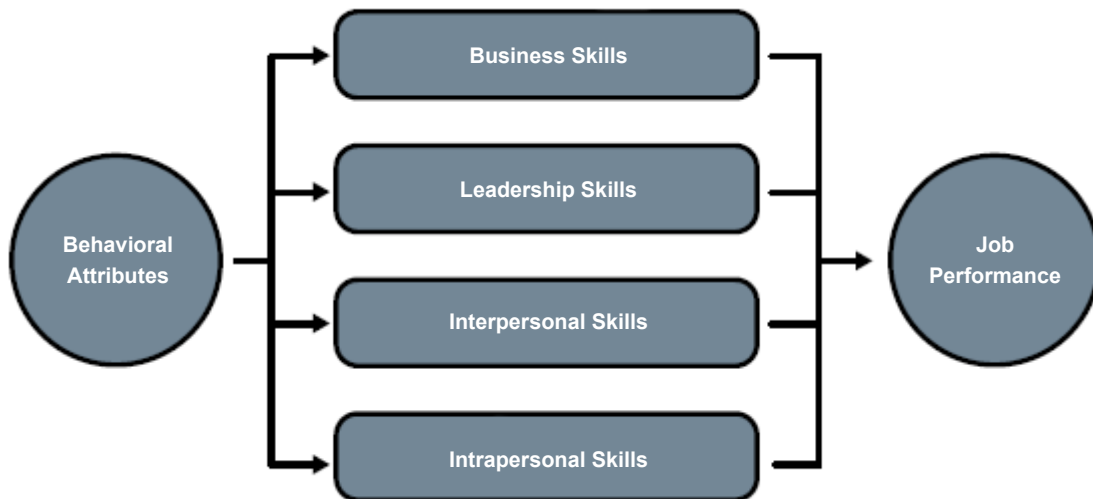 Business Skills
Leadership Skills
Behavioral
Attributes
Job
Performance
Interpersonal Skills
Intrapersonal Skills